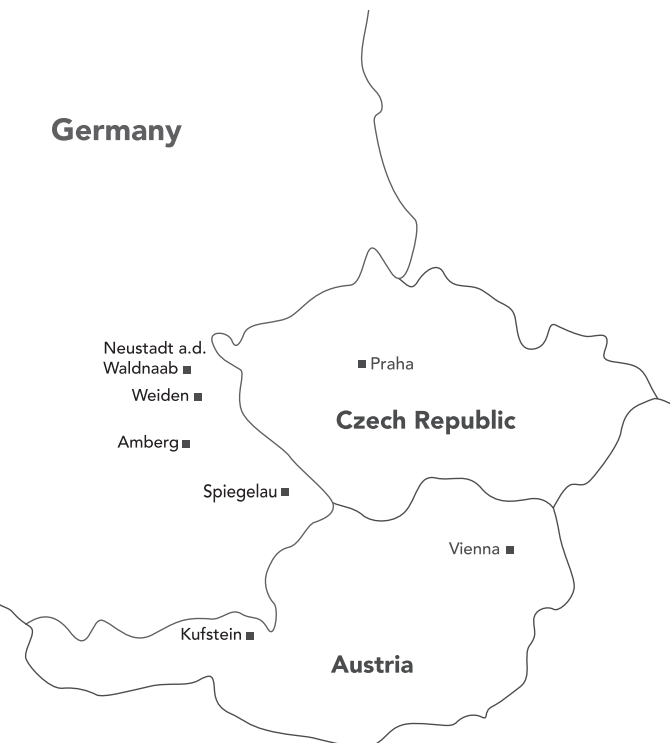 Germany
Neustadt a.d.
Waldnaab
Praha
Weiden
Czech Republic
Amberg
Spiegelau
Vienna
Kufstein
Austria